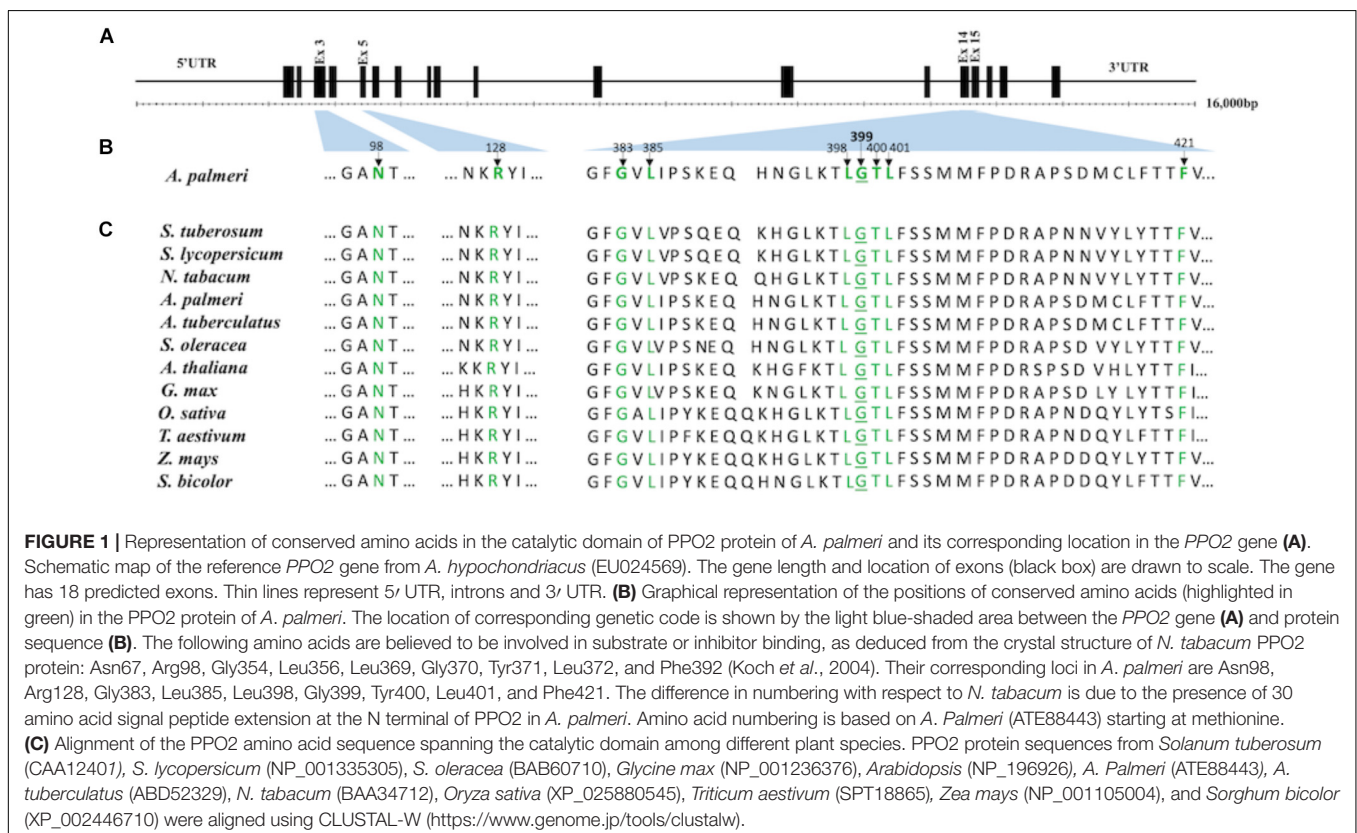 A
5'UTR
Ex 3
Ex 5
Ex 14
Ex 15
3'UTR
16,000bp
B
98
128
383
385
398
399
400
401
421
A. palmeri ...GANT... ...NKRYI... GFGVLIPSKEQ HNGLKTLGTLFSSMMFPDRAPSDMCLFTTFV...
C
S. tuberosum ...GANT... ...NKRYI... GFGVLVPSQEQ KHGLKTLGTLFSSMMFPDRAPNNVYLYTTFV...
S. lycopersicum ...GANT... ...NKRYI... GFGVLVPSKEQ KHGLKTLGTLFSSMMFPDRAPNNVYLYTTFV...
N. tabacum ...GANT... ...NKRYI... GFGVLVPSKEQ QHGLKTLGTLFSSMMFPDRAPNNVYLYTTFV...
A. palmeri ...GANT... ...NKRYI... GFGVLIPSKEQ HNGLKTLGTLFSSMMFPDRAPSDMCLFTTFV...
A. tuberculatus ...GANT... ...NKRYI... GFGVLIPSKEQ HNGLKTLGTLFSSMMFPDRAPSDMCLFTTFV...
S. oleracea ...GANT... ...NKRYI... GFGVLVPSNEQ HNGLKTLGTLFSSMMFPDRAPSD VYLYTTFV...
A. thaliana ...GANT... ...KKRYI... GFGVLVPSKEQ KHGFKTLGTLFSSMMFPDRSPSD VHLYTTFI...
G. max ...GANT... ...HKRYI... GFGVLVPSKEQ KNGLKTLGTLFSSMMFPDRAPSD LYLYTTFI...
O. sativa ...GANT... ...HKRYI... GFGALIPYKEQQKHGLKTLGTLFSSMMFPDRAPNDQYLYTSFI...
T. aestivum ...GANT... ...HKRYI... GFGVLIPFKEQQKHGLKTLGTLFSSMMFPDRAPNDQYLFTTFI...
Z. mays ...GANT... ...HKRYI... GFGVLIPYKEQQKHGLKTLGTLFSSMMFPDRAPDDQYLYTTFV...
S. bicolor ...GANT... ...HKRYI... GFGVLIPYKEQQHNGLKTLGTLFSSMMFPDRAPDDQYLFTTFV...
FIGURE 1 | Representation of conserved amino acids in the catalytic domain of PPO2 protein of A. palmeri and its corresponding location in the PPO2 gene (A).
Schematic map of the reference PPO2 gene from A. hypochondriacus (EU024569). The gene length and location of exons (black box) are drawn to scale. The gene
has 18 predicted exons. Thin lines represent 5′ UTR, introns and 3′ UTR. (B) Graphical representation of the positions of conserved amino acids (highlighted in
green) in the PPO2 protein of A. palmeri. The location of corresponding genetic code is shown by the light blue-shaded area between the PPO2 gene (A) and protein
sequence (B). The following amino acids are believed to be involved in substrate or inhibitor binding, as deduced from the crystal structure of N. tabacum PPO2
protein: Asn67, Arg98, Gly354, Leu356, Leu369, Gly370, Tyr371, Leu372, and Phe392 (Koch et al., 2004). Their corresponding loci in A. palmeri are Asn98,
Arg128, Gly383, Leu385, Leu398, Gly399, Tyr400, Leu401, and Phe421. The difference in numbering with respect to N. tabacum is due to the presence of 30
amino acid signal peptide extension at the N terminal of PPO2 in A. palmeri. Amino acid numbering is based on A. Palmeri (ATE88443) starting at methionine.
(C) Alignment of the PPO2 amino acid sequence spanning the catalytic domain among different plant species. PPO2 protein sequences from Solanum tuberosum
(CAA12401), S. lycopersicum (NP_001335305), S. oleracea (BAB60710), Glycine max (NP_001236376), Arabidopsis (NP_196926), A. Palmeri (ATE88443), A.
tuberculatus (ABD52329), N. tabacum (BAA34712), Oryza sativa (XP_025880545), Triticum aestivum (SPT18865), Zea mays (NP_001105004), and Sorghum bicolor
(XP_002446710) were aligned using CLUSTAL-W (https://www.genome.jp/tools/clustalw).